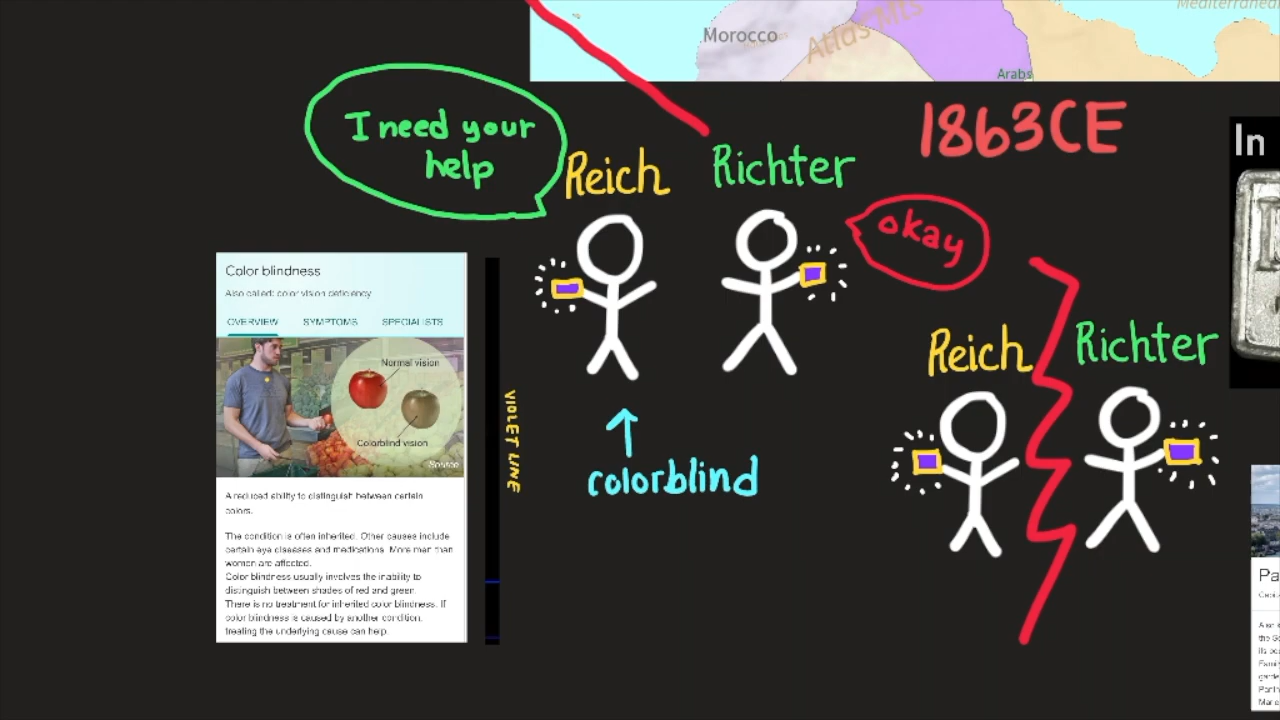 Mediterranean
Morocco
Atlas Mts
Arabs
1863CE
In
I need your
help
Reich
Richter
okay
Color blindness
Also called: color vision deficiency
OVERVIEW SYMPTOMS SPECIALISTS
Normal vision
Colorblind vision
Source
A reduced ability to distinguish between certain
colors.
The condition is often inherited. Other causes include
certain eye diseases and medications. More men than
women are affected.
Color blindness usually involves the inability to
distinguish between shades of red and green.
There is no treatment for inherited color blindness. If
color blindness is caused by another condition,
treating the underlying cause can help.
VIOLET LINE
colorblind
Reich
Richter
Pa